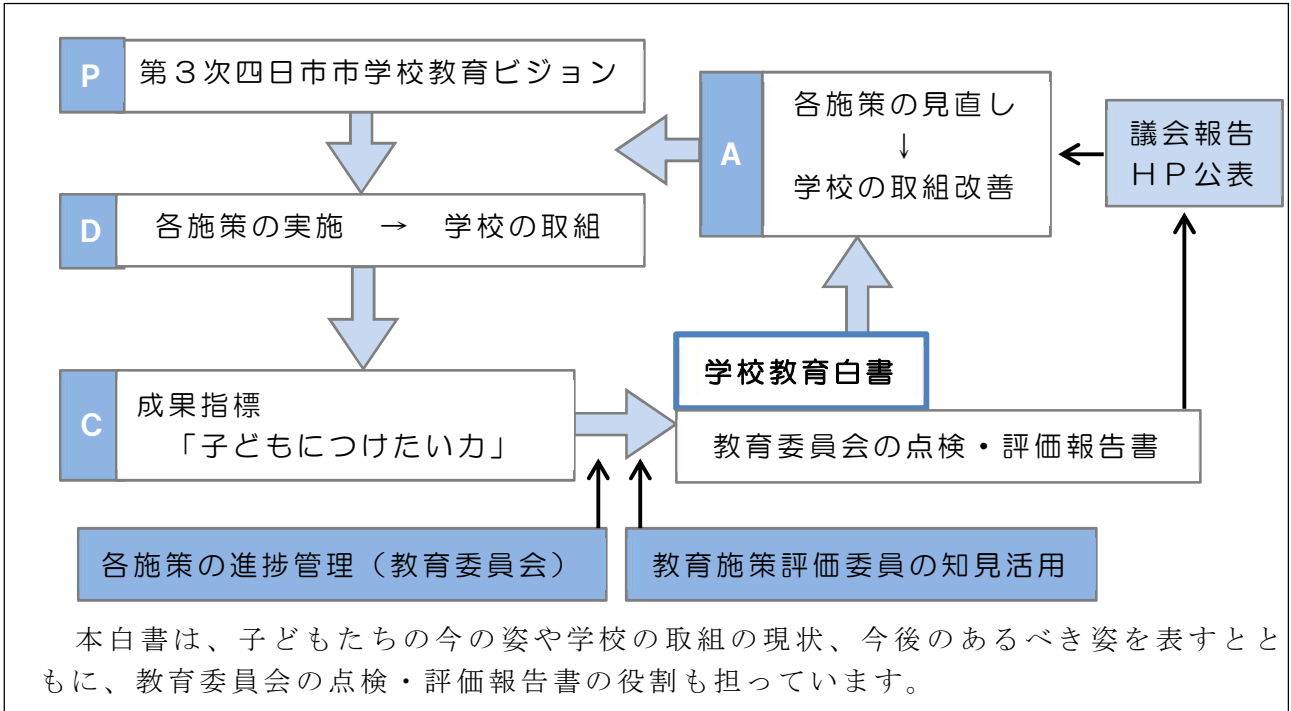 P 第３次四日市市学校教育ビジョン
D 各施策の実施 → 学校の取組
C 成果指標
「子どもにつけたい力」
各施策の進捗管理（教育委員会）
教育施策評価委員の知見活用
学校教育白書
教育委員会の点検・評価報告書
A 各施策の見直し
↓
学校の取組改善
議会報告
ＨＰ公表
本白書は、子どもたちの今の姿や学校の取組の現状、今後のあるべき姿を表すとと
もに、教育委員会の点検・評価報告書の役割も担っています。